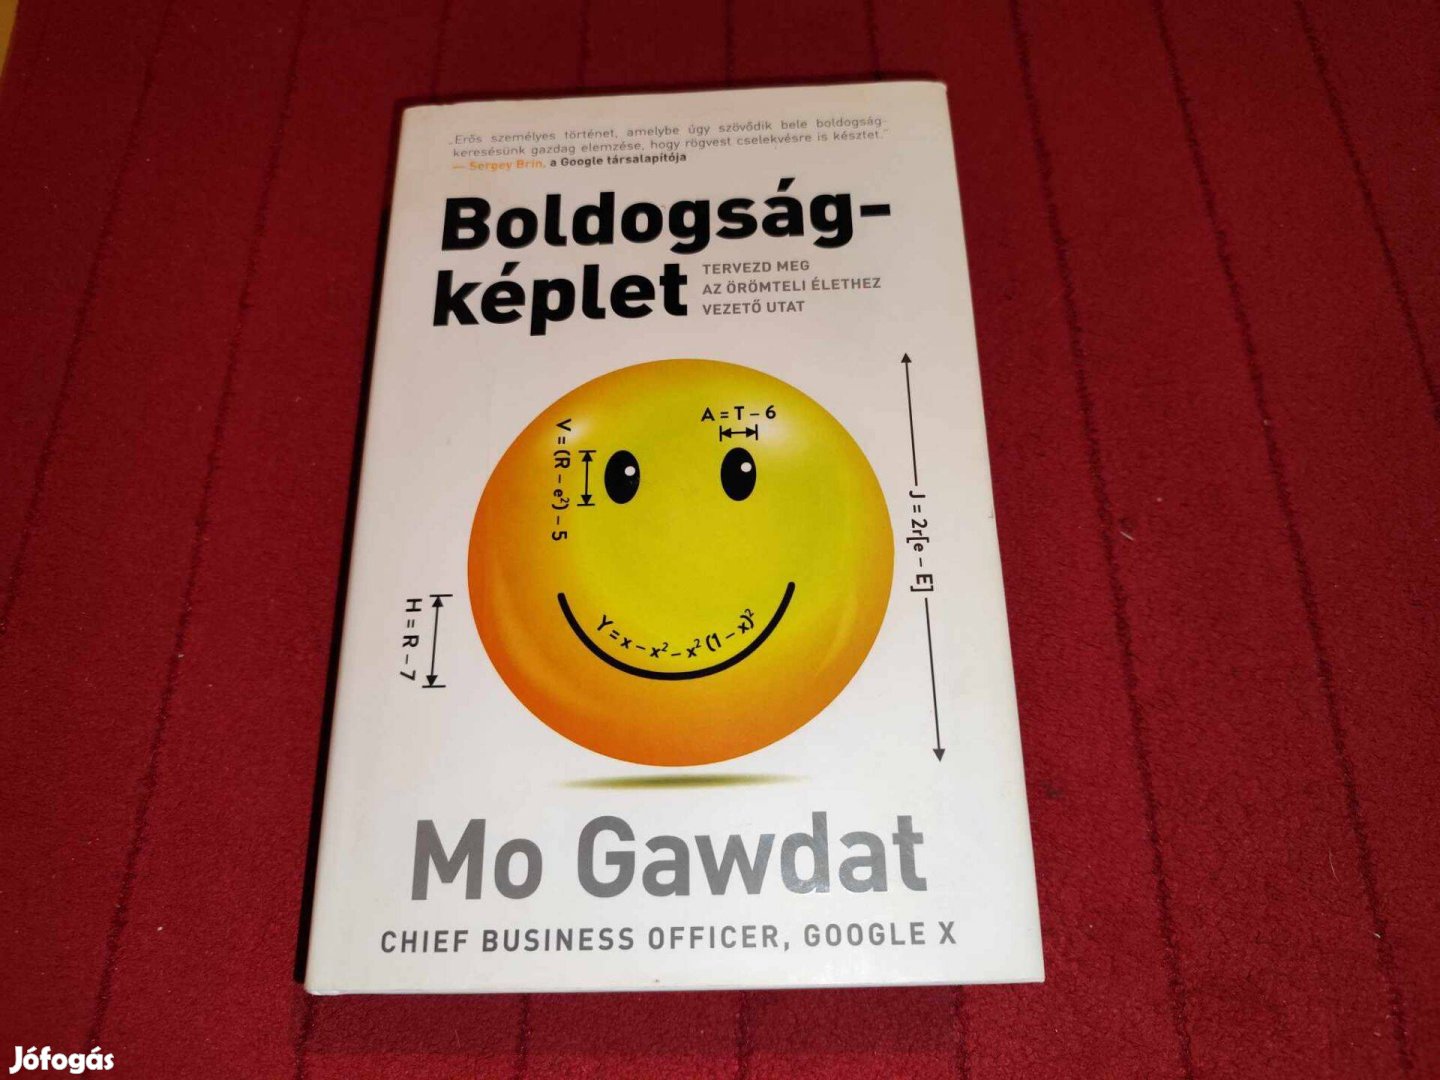 „Erős személyes történet, amelybe úgy szövődik bele boldogság-
keresésünk gazdag elemzése, hogy rögvest cselekvésre is késztet.”
— Sergey Brin, a Google társalapítója
Boldogság-
képlet
TERVEZD MEG
AZ ÖRÖMTELI ÉLETHEZ
VEZETŐ UTAT
A = T – 6
V = (R – e²) – 5
J = 2r[e – E]
H = R – 7
Y = x – x² – x² (1 – x)²
Mo Gawdat
CHIEF BUSINESS OFFICER, GOOGLE X
Jófogás